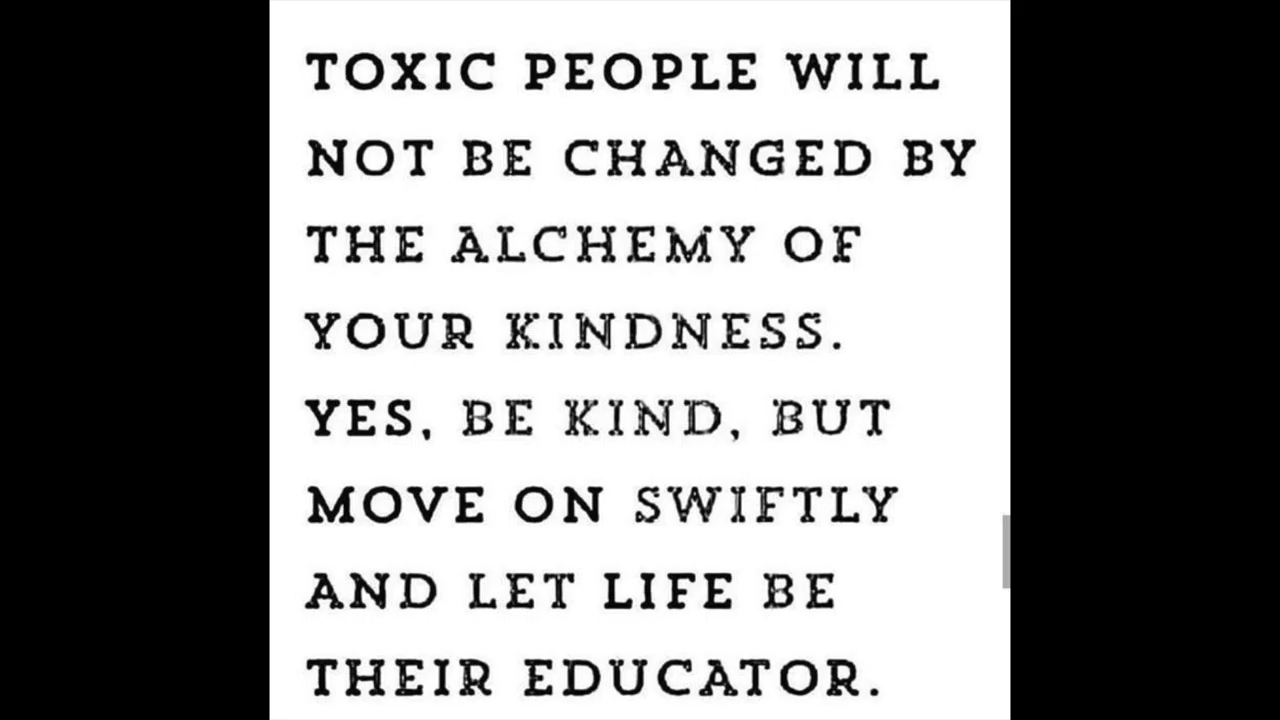 TOXIC PEOPLE WILL
NOT BE CHANGED BY
THE ALCHEMY OF
YOUR KINDNESS.
YES, BE KIND, BUT
MOVE ON SWIFTLY
AND LET LIFE BE
THEIR EDUCATOR.